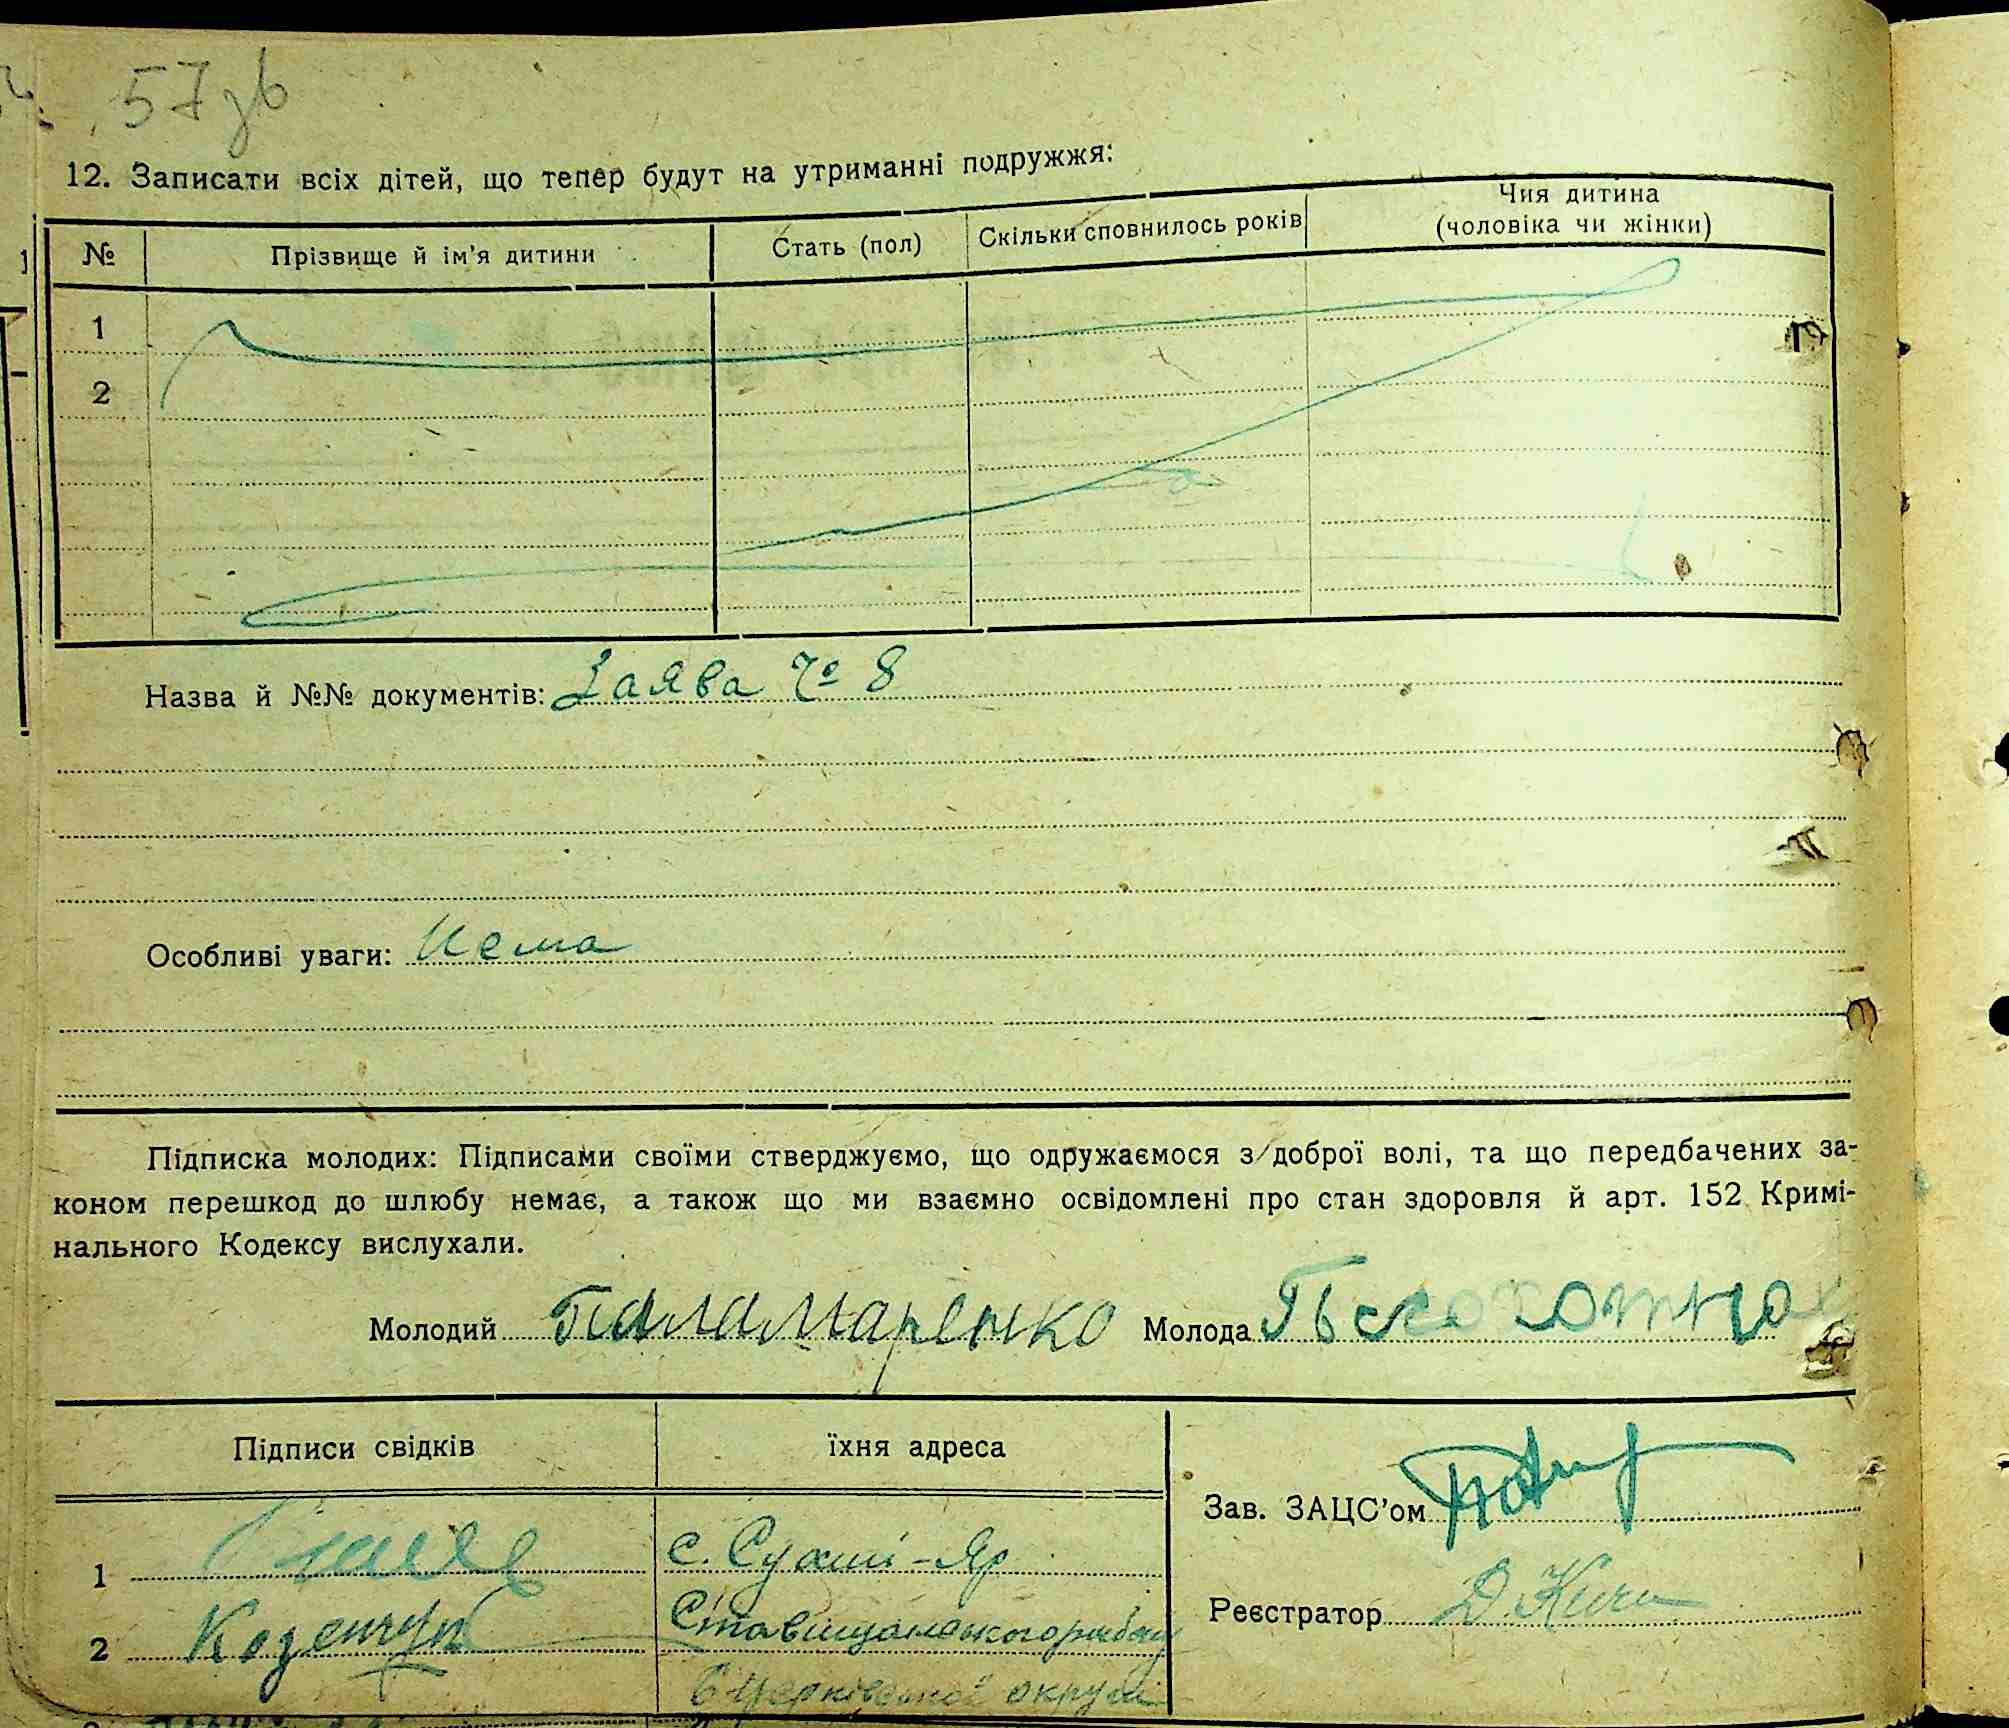 57 зв
12. Записати всіх дітей, що тепер будут на утриманні подружжя:
№ Прізвище й ім'я дитини Стать (пол) Скільки сповнилось років Чия дитина (чоловіка чи жінки)
1
2
Назва й №№ документів: Заява № 8
Особливі уваги: Нема
Підписка молодих: Підписами своїми стверджуємо, що одружаємося з доброї волі, та що передбачених за-
коном перешкод до шлюбу немає, а також що ми взаємно освідомлені про стан здоровля й арт. 152 Кримі-
нального Кодексу вислухали.
Молодий Паламаренко Молода
Підписи свідків їхня адреса
Зав. ЗАЦС'ом
1 с. Сухий-Яр
Реєстратор Д.
2 Ставищанського району
Б Церківської округи